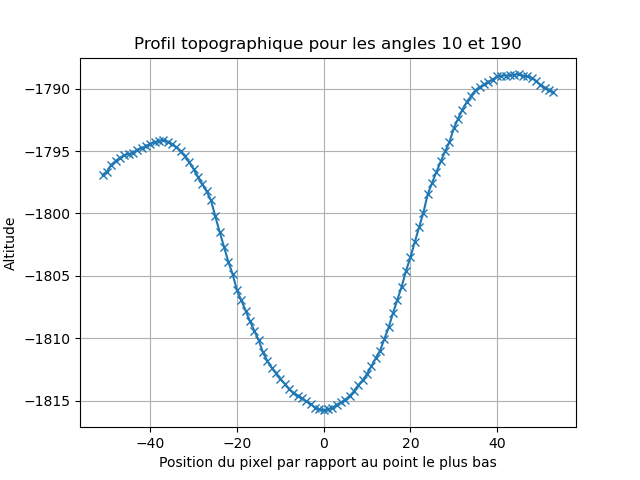 Profil topographique pour les angles 10 et 190
−1790
−1795
−1800
−1805
−1810
−1815
Altitude
−40 −20 0 20 40
Position du pixel par rapport au point le plus bas